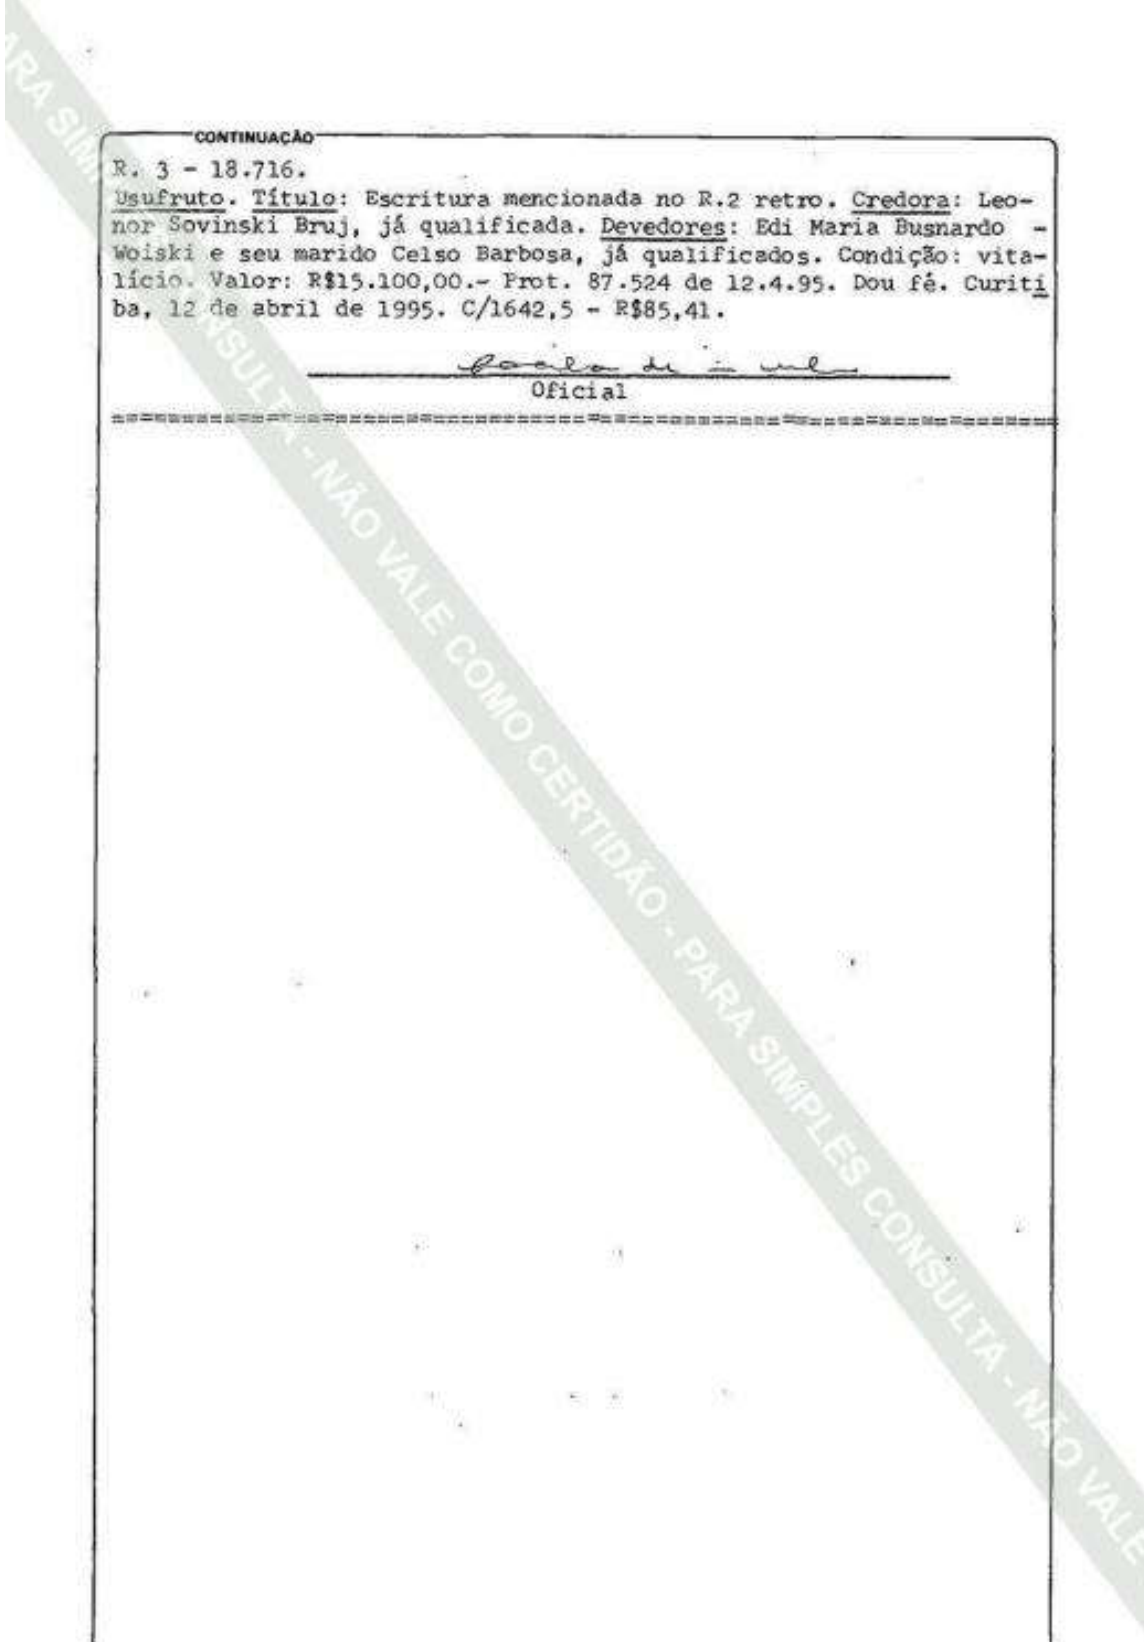 CONTINUAÇÃO
R. 3 - 18.716.
Usufruto. Título: Escritura mencionada no R.2 retro. Credora: Leo-
nor Sovinski Bruj, já qualificada. Devedores: Edi Maria Busnardo -
Woiski e seu marido Celso Barbosa, já qualificados. Condição: vita-
lício. Valor: R$15.100,00.- Prot. 87.524 de 12.4.95. Dou fé. Curiti
ba, 12 de abril de 1995. C/1642,5 - R$85,41.
Oficial
PARA SIMPLES CONSULTA - NÃO VALE COMO CERTIDÃO - PARA SIMPLES CONSULTA - NÃO VALE